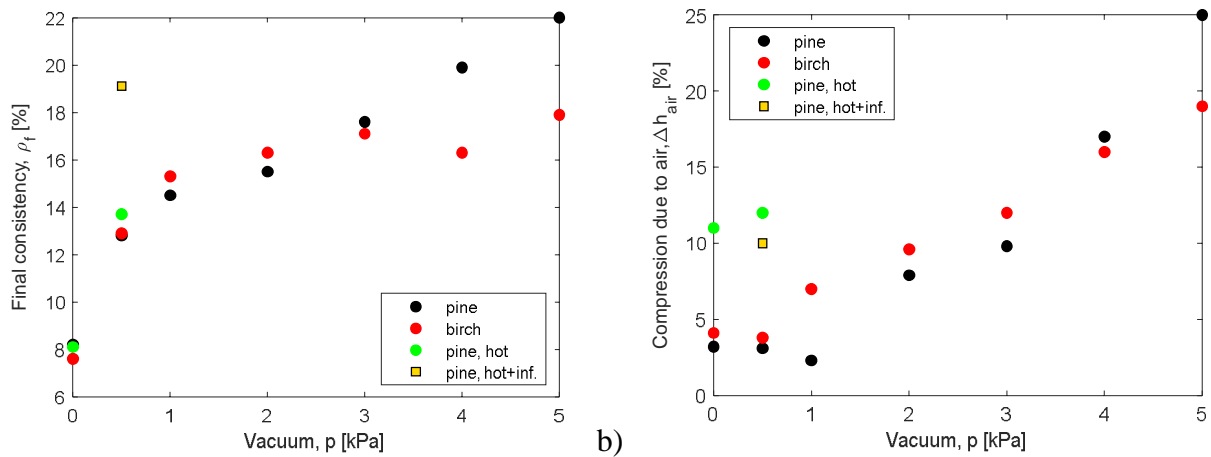 22
20
18
16
14
12
10
8
6
Final consistency, ρf [%]
pine
birch
pine, hot
pine, hot+inf.
0 1 2 3 4 5
Vacuum, p [kPa]
b)
25
20
15
10
5
0
Compression due to air, Δhair [%]
pine
birch
pine, hot
pine, hot+inf.
0 1 2 3 4 5
Vacuum, p [kPa]